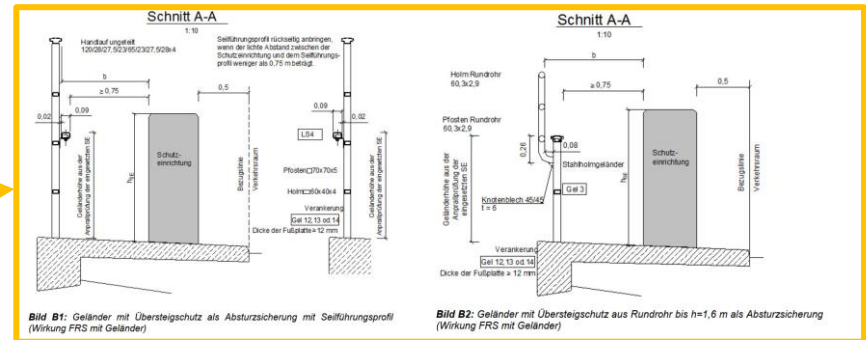 Schnitt A-A
1:10
Handlauf ungeteilt
120/28/27,5/23/65/23/27,5/28x4
Seilführungsprofil rückseitig anbringen,
wenn der lichte Abstand zwischen der
Schutzeinrichtung und dem Seilführungs-
profil weniger als 0,75 m beträgt.
b
≥ 0,75
0,5
0,09
0,02
0,09
0,02
LS4
Schutz-
einrichtung
Pfosten□70x70x5
Holm□60x40x4
Geländerhöhe aus der
Anprallprüfung der eingesetzten SE
Bezugslinie
Verkehrsraum
Geländerhöhe aus der
Anprallprüfung der eingesetzten SE
Verankerung
Gel 12,13 od.14
Dicke der Fußplatte ≥ 12 mm
Bild B1: Geländer mit Übersteigschutz als Absturzsicherung mit Seilführungsprofil
(Wirkung FRS mit Geländer)
Schnitt A-A
1:10
b
Holm Rundrohr
60,3x2,9
≥ 0,75
0,5
Pfosten Rundrohr
60,3x2,9
0,26
0,08
Stahlholmgeländer
Schutz-
einrichtung
Geländerhöhe aus der
Anprallprüfung der
eingesetzten SE
Knotenblech 45/45
t = 6
Gel 3
Bezugslinie
Verkehrsraum
Verankerung
Gel 12,13 od.14
Dicke der Fußplatte ≥ 12 mm
Bild B2: Geländer mit Übersteigschutz aus Rundrohr bis h=1,6 m als Absturzsicherung
(Wirkung FRS mit Geländer)